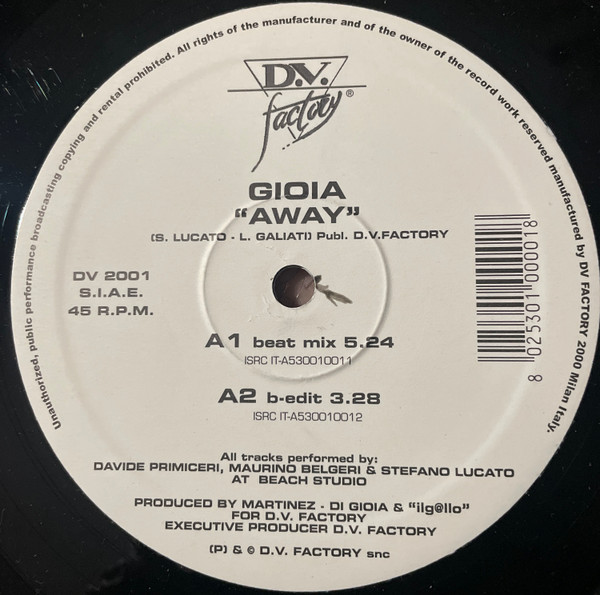 Unauthorized, public performance broadcasting copying and rental prohibited. All rights of the manufacturer and of the owner of the record work reserved manufactured by DV FACTORY 2000 Milan Italy.
D.V.
factory®
GIOIA
“AWAY”
(S. LUCATO - L. GALIATI) Publ. D.V.FACTORY
DV 2001
S.I.A.E.
45 R.P.M.
8 025301 000018
A1 beat mix 5.24
ISRC IT-A530010011
A2 b-edit 3.28
ISRC IT-A530010012
All tracks performed by:
DAVIDE PRIMICERI, MAURINO BELGERI & STEFANO LUCATO
AT BEACH STUDIO
PRODUCED BY MARTINEZ - DI GIOIA & “ilg@llo”
FOR D.V. FACTORY
EXECUTIVE PRODUCER D.V. FACTORY
(P) & © D.V. FACTORY snc